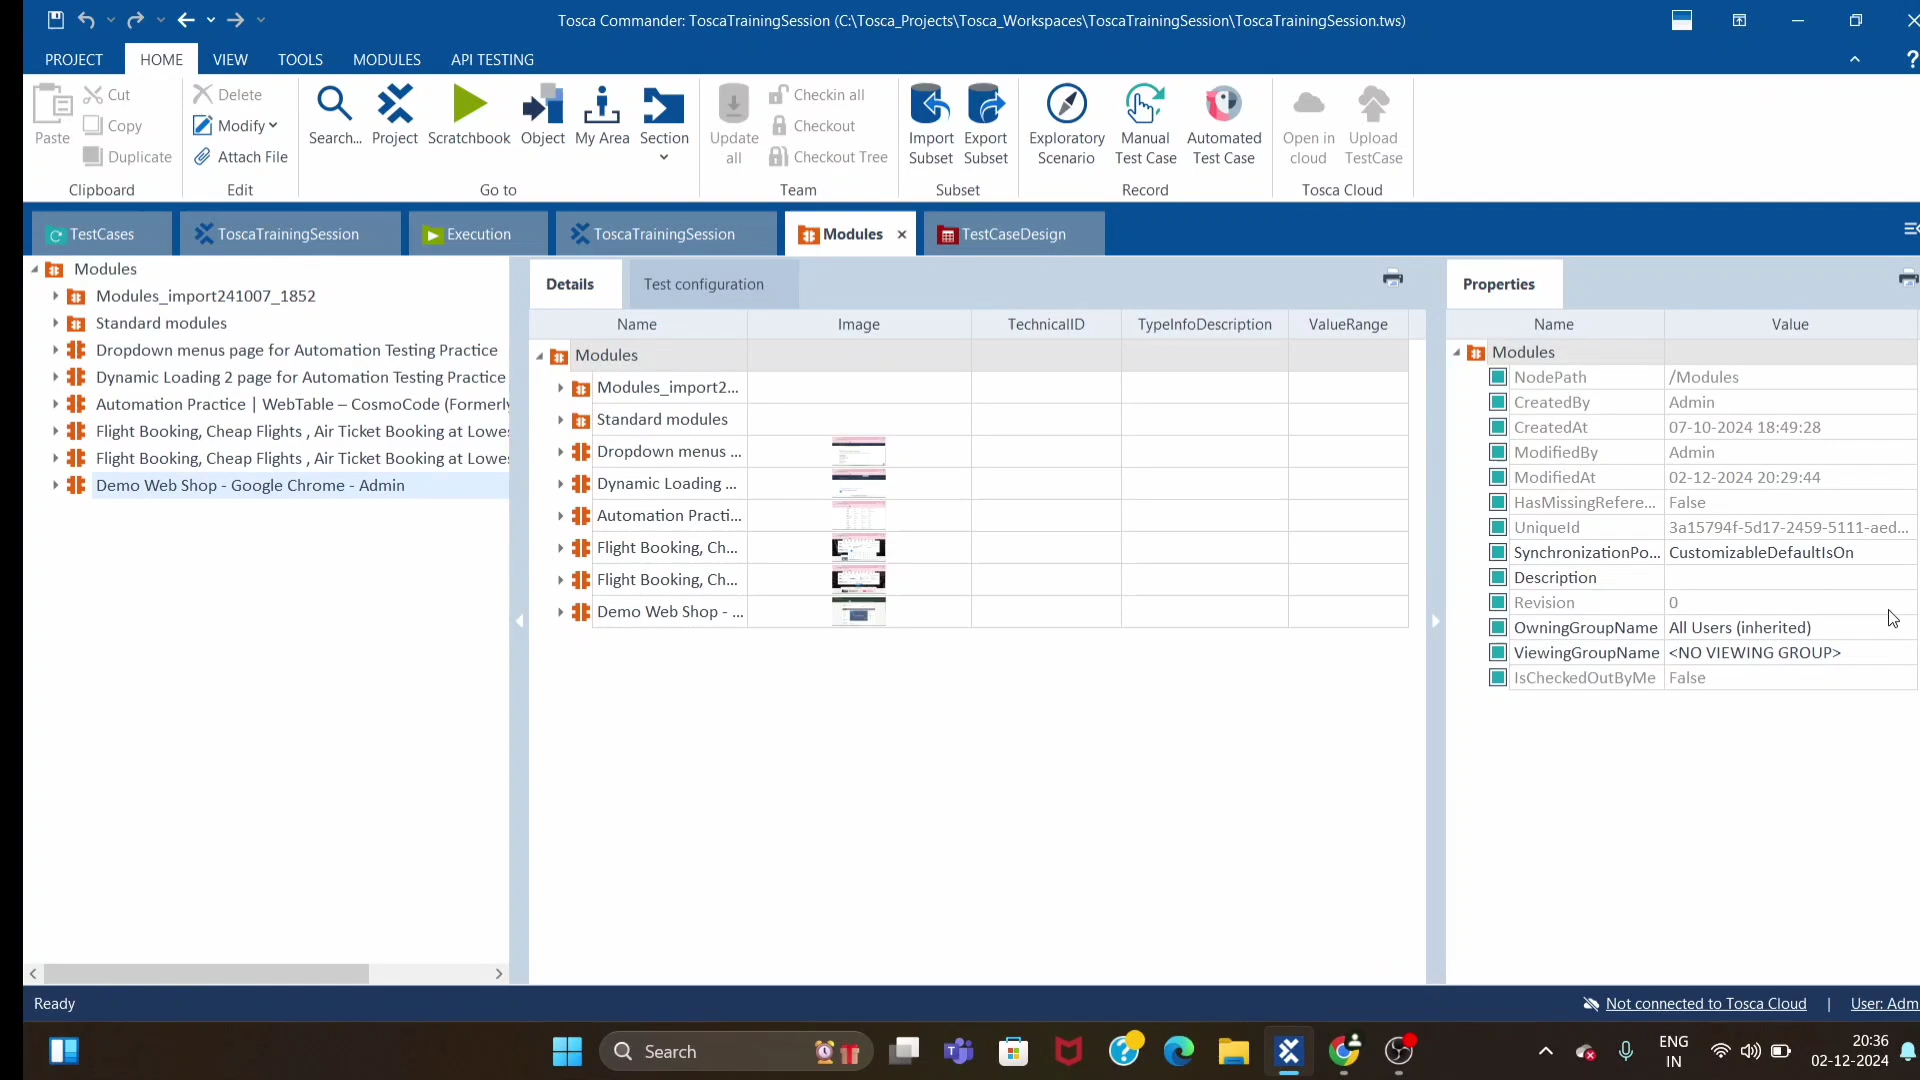 Tosca Commander: ToscaTrainingSession (C:\Tosca_Projects\Tosca_Workspaces\ToscaTrainingSession\ToscaTrainingSession.tws)
PROJECT HOME VIEW TOOLS MODULES API TESTING ?
Paste Cut Copy Duplicate Clipboard
Delete Modify Attach File Edit
Search... Project Scratchbook Object My Area Section Go to
Update all Checkin all Checkout Checkout Tree Team
Import Subset Export Subset Subset
Exploratory Scenario Manual Test Case Automated Test Case Record
Open in cloud Upload TestCase Tosca Cloud
TestCases ToscaTrainingSession Execution ToscaTrainingSession Modules × TestCaseDesign
Modules
Modules_import241007_1852
Standard modules
Dropdown menus page for Automation Testing Practice
Dynamic Loading 2 page for Automation Testing Practice
Automation Practice | WebTable – CosmoCode (Formerly
Flight Booking, Cheap Flights , Air Ticket Booking at Lowe
Flight Booking, Cheap Flights , Air Ticket Booking at Lowe
Demo Web Shop - Google Chrome - Admin
Details Test configuration
Name Image TechnicalID TypeInfoDescription ValueRange
Modules
Modules_import2...
Standard modules
Dropdown menus ...
Dynamic Loading ...
Automation Practi...
Flight Booking, Ch...
Flight Booking, Ch...
Demo Web Shop - ...
Properties
Name Value
Modules
NodePath /Modules
CreatedBy Admin
CreatedAt 07-10-2024 18:49:28
ModifiedBy Admin
ModifiedAt 02-12-2024 20:29:44
HasMissingRefere... False
UniqueId 3a15794f-5d17-2459-5111-aed...
SynchronizationPo... CustomizableDefaultIsOn
Description
Revision 0
OwningGroupName All Users (inherited)
ViewingGroupName <NO VIEWING GROUP>
IsCheckedOutByMe False
Ready Not connected to Tosca Cloud | User: Adm
Search ENG IN 20:36 02-12-2024